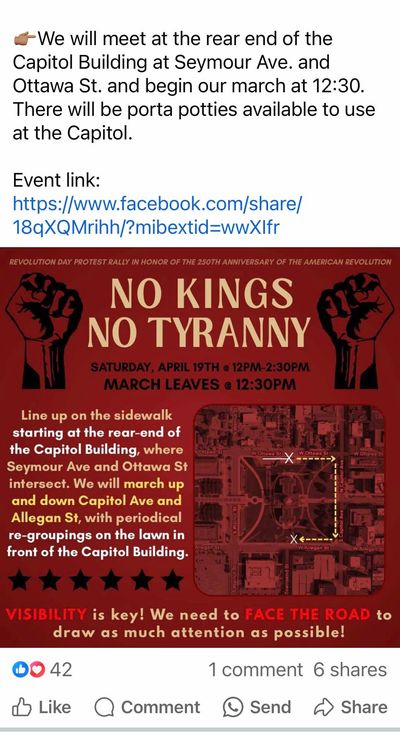 👉🏽We will meet at the rear end of the
Capitol Building at Seymour Ave. and
Ottawa St. and begin our march at 12:30.
There will be porta potties available to use
at the Capitol.
Event link:
https://www.facebook.com/share/
18qXQMrihh/?mibextid=wwXIfr
REVOLUTION DAY PROTEST RALLY IN HONOR OF THE 250TH ANNIVERSARY OF THE AMERICAN REVOLUTION
NO KINGS
NO TYRANNY
SATURDAY, APRIL 19TH @ 12PM-2:30PM
MARCH LEAVES @ 12:30PM
Line up on the sidewalk
starting at the rear-end of
the Capitol Building, where
Seymour Ave and Ottawa St
intersect. We will march up
and down Capitol Ave and
Allegan St, with periodical
re-groupings on the lawn in
front of the Capitol Building.
W Ottawa St
W Ottawa St
X
X
W Allegan St
VISIBILITY is key! We need to FACE THE ROAD to
draw as much attention as possible!
42
1 comment 6 shares
Like
Comment
Send
Share